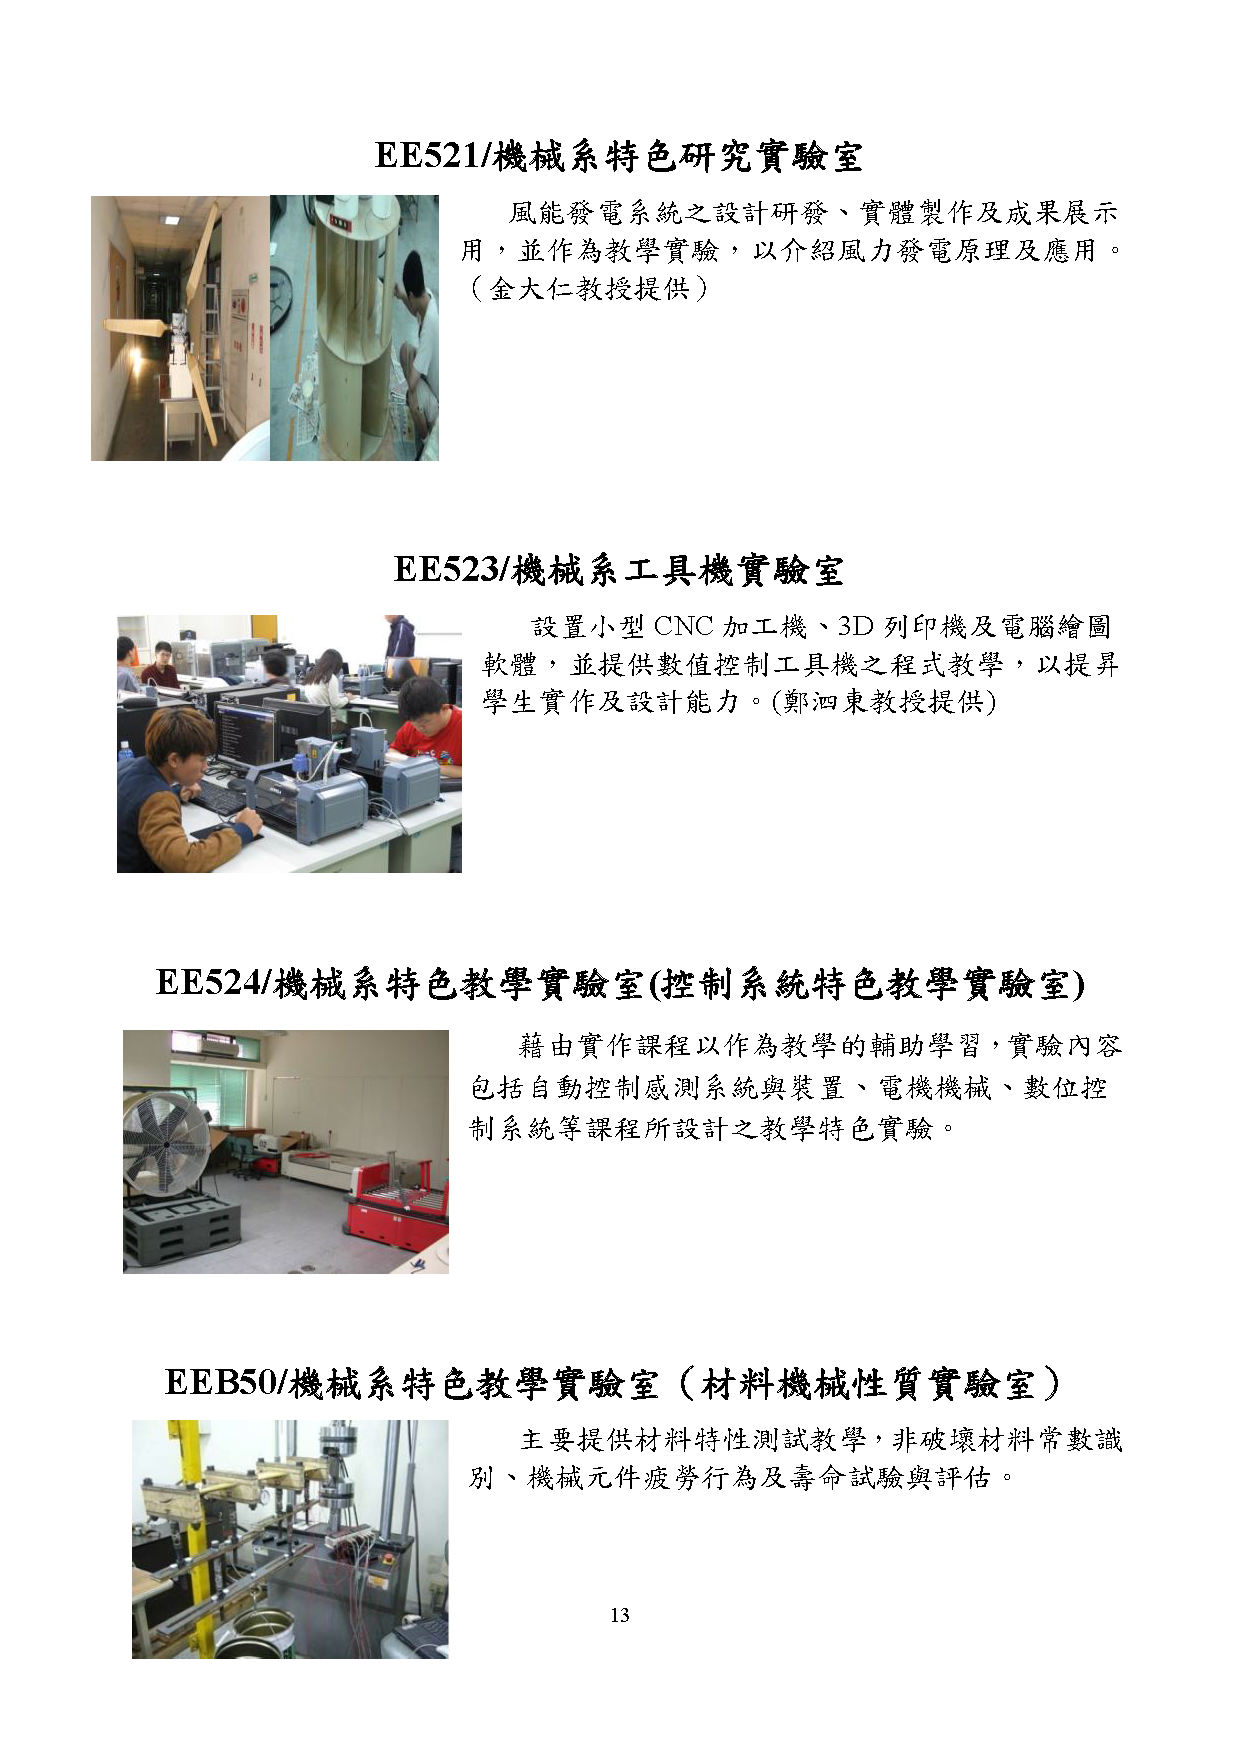 EE521/機械系特色研究實驗室
風能發電系統之設計研發、實體製作及成果展示
用，並作為教學實驗，以介紹風力發電原理及應用。
（金大仁教授提供）
EE523/機械系工具機實驗室
設置小型 CNC 加工機、3D 列印機及電腦繪圖
軟體，並提供數值控制工具機之程式教學，以提昇
學生實作及設計能力。(鄭泗東教授提供)
EE524/機械系特色教學實驗室(控制系統特色教學實驗室)
藉由實作課程以作為教學的輔助學習，實驗內容
包括自動控制感測系統與裝置、電機機械、數位控
制系統等課程所設計之教學特色實驗。
EEB50/機械系特色教學實驗室（材料機械性質實驗室）
主要提供材料特性測試教學，非破壞材料常數識
別、機械元件疲勞行為及壽命試驗與評估。
13